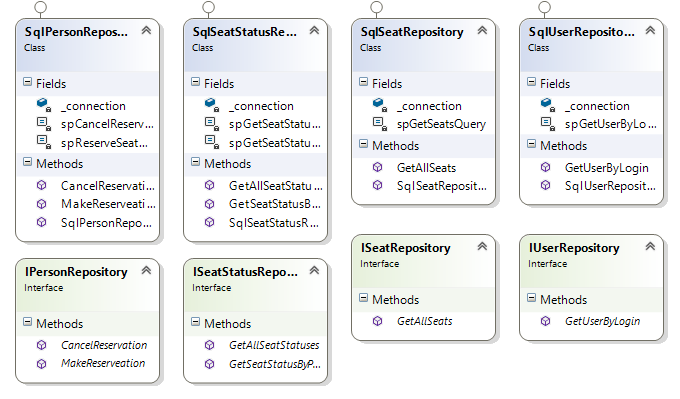 SqlPersonRepos...
Class
Fields
_connection
spCancelReserv...
spReserveSeat...
Methods
CancelReservati...
MakeReserveati...
SqlPersonRepo...
SqlSeatStatusRe...
Class
Fields
_connection
spGetSeatStatu...
spGetSeatStatu...
Methods
GetAllSeatStatu...
GetSeatStatusB...
SqlSeatStatusR...
SqlSeatRepository
Class
Fields
_connection
spGetSeatsQuery
Methods
GetAllSeats
SqlSeatReposit...
SqlUserReposito...
Class
Fields
_connection
spGetUserByLo...
Methods
GetUserByLogin
SqlUserReposit...
IPersonRepository
Interface
Methods
CancelReservation
MakeReserveation
ISeatStatusRepo...
Interface
Methods
GetAllSeatStatuses
GetSeatStatusByP...
ISeatRepository
Interface
Methods
GetAllSeats
IUserRepository
Interface
Methods
GetUserByLogin